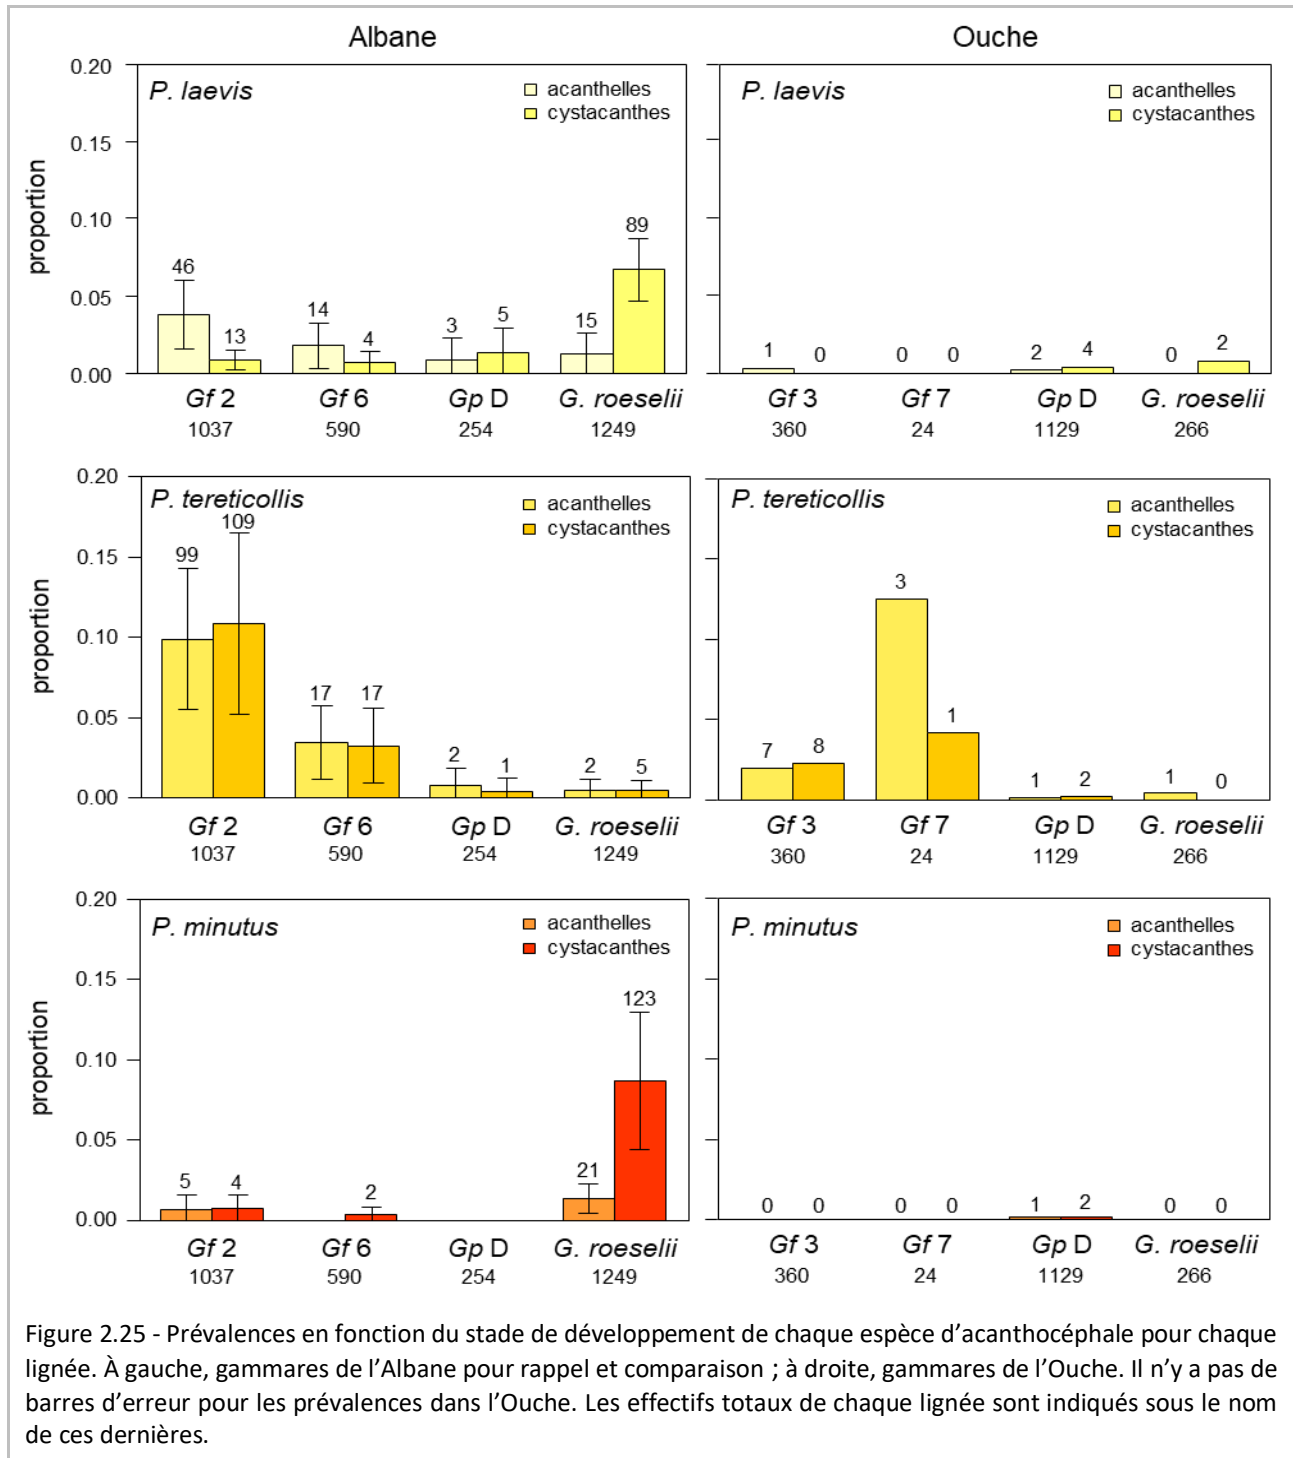 Albane
Ouche
P. laevis
acanthelles
cystacanthes
proportion
0.20
0.15
0.10
0.05
0.00
46
13
14
4
3
5
15
89
Gf 2
Gf 6
Gp D
G. roeselii
1037
590
254
1249
P. laevis
acanthelles
cystacanthes
1
0
0
0
2
4
0
2
Gf 3
Gf 7
Gp D
G. roeselii
360
24
1129
266
P. tereticollis
acanthelles
cystacanthes
proportion
0.20
0.15
0.10
0.05
0.00
99
109
17
17
2
1
2
5
Gf 2
Gf 6
Gp D
G. roeselii
1037
590
254
1249
P. tereticollis
acanthelles
cystacanthes
7
8
3
1
1
2
1
0
Gf 3
Gf 7
Gp D
G. roeselii
360
24
1129
266
P. minutus
acanthelles
cystacanthes
proportion
0.20
0.15
0.10
0.05
0.00
5
4
2
21
123
Gf 2
Gf 6
Gp D
G. roeselii
1037
590
254
1249
P. minutus
acanthelles
cystacanthes
0
0
0
0
1
2
0
0
Gf 3
Gf 7
Gp D
G. roeselii
360
24
1129
266
Figure 2.25 - Prévalences en fonction du stade de développement de chaque espèce d’acanthocéphale pour chaque
lignée. À gauche, gammares de l’Albane pour rappel et comparaison ; à droite, gammares de l’Ouche. Il n’y a pas de
barres d’erreur pour les prévalences dans l’Ouche. Les effectifs totaux de chaque lignée sont indiqués sous le nom
de ces dernières.